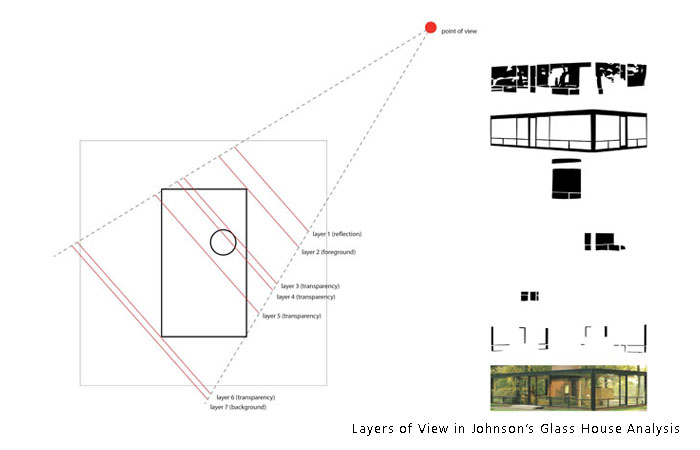 point of view
layer 1 (reflection)
layer 2 (foreground)
layer 3 (transparency)
layer 4 (transparency)
layer 5 (transparency)
layer 6 (transparency)
layer 7 (background)
Layers of View in Johnson's Glass House Analysis